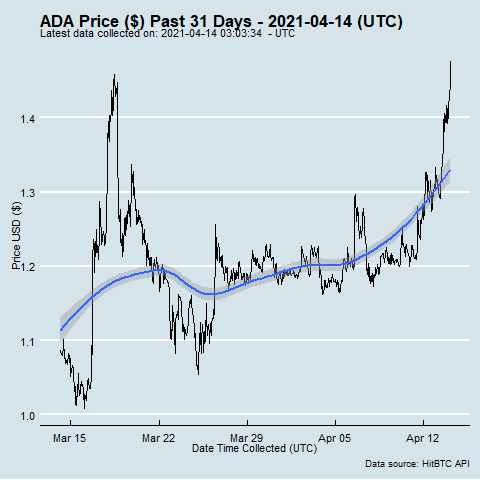 ADA Price ($) Past 31 Days - 2021-04-14 (UTC)
Latest data collected on: 2021-04-14 03:03:34  - UTC
Price USD ($)
1.4
1.3
1.2
1.1
1.0
Mar 15 Mar 22 Mar 29 Apr 05 Apr 12
Date Time Collected (UTC)
Data source: HitBTC API